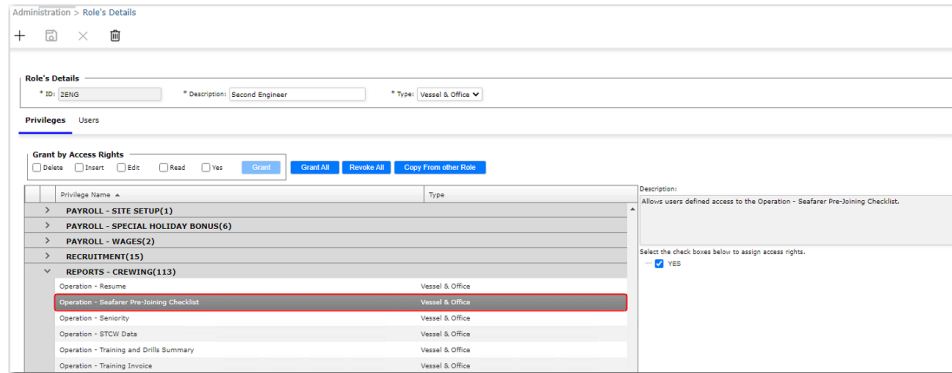 Administration > Role's Details
Role's Details
* ID: 2ENG * Description: Second Engineer * Type: Vessel & Office
Privileges Users
Grant by Access Rights
Delete Insert Edit Read Yes Grant Grant All Revoke All Copy From other Role
Privilege Name Type
PAYROLL - SITE SETUP(1)
PAYROLL - SPECIAL HOLIDAY BONUS(6)
PAYROLL - WAGES(2)
RECRUITMENT(15)
REPORTS - CREWING(113)
Operation - Resume Vessel & Office
Operation - Seafarer Pre-Joining Checklist Vessel & Office
Operation - Seniority Vessel & Office
Operation - STCW Data Vessel & Office
Operation - Training and Drills Summary Vessel & Office
Operation - Training Invoice Vessel & Office
Description:
Allows users defined access to the Operation - Seafarer Pre-Joining Checklist.
Select the check boxes below to assign access rights.
YES